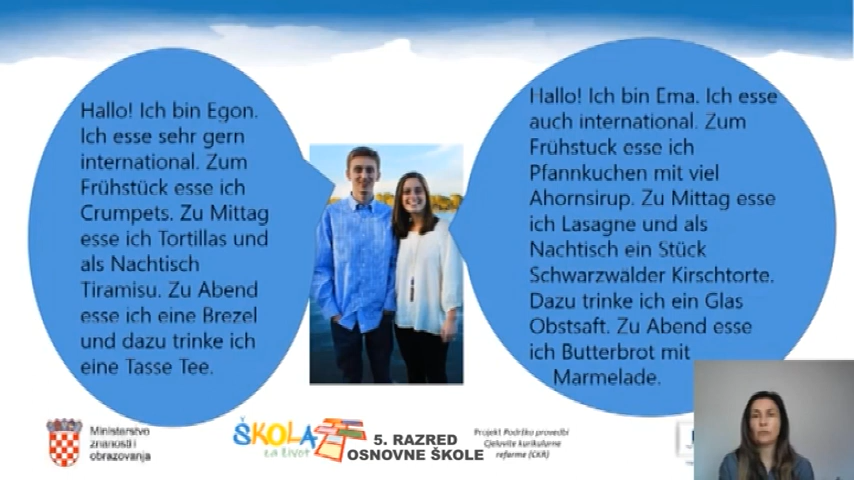 Hallo! Ich bin Egon.
Ich esse sehr gern
international. Zum
Frühstück esse ich
Crumpets. Zu Mittag
esse ich Tortillas und
als Nachtisch
Tiramisu. Zu Abend
esse ich eine Brezel
und dazu trinke ich
eine Tasse Tee.
Hallo! Ich bin Ema. Ich esse
auch international. Zum
Frühstuck esse ich
Pfannkuchen mit viel
Ahornsirup. Zu Mittag esse
ich Lasagne und als
Nachtisch ein Stück
Schwarzwälder Kirschtorte.
Dazu trinke ich ein Glas
Obstsaft. Zu Abend esse
ich Butterbrot mit
Marmelade.
Ministarstvo
znanosti i
obrazovanja
ŠKOLA
za život
5. RAZRED
OSNOVNE ŠKOLE
Projekt Podrška provedbi
Cjelovite kurikularne
reforme (CKR)